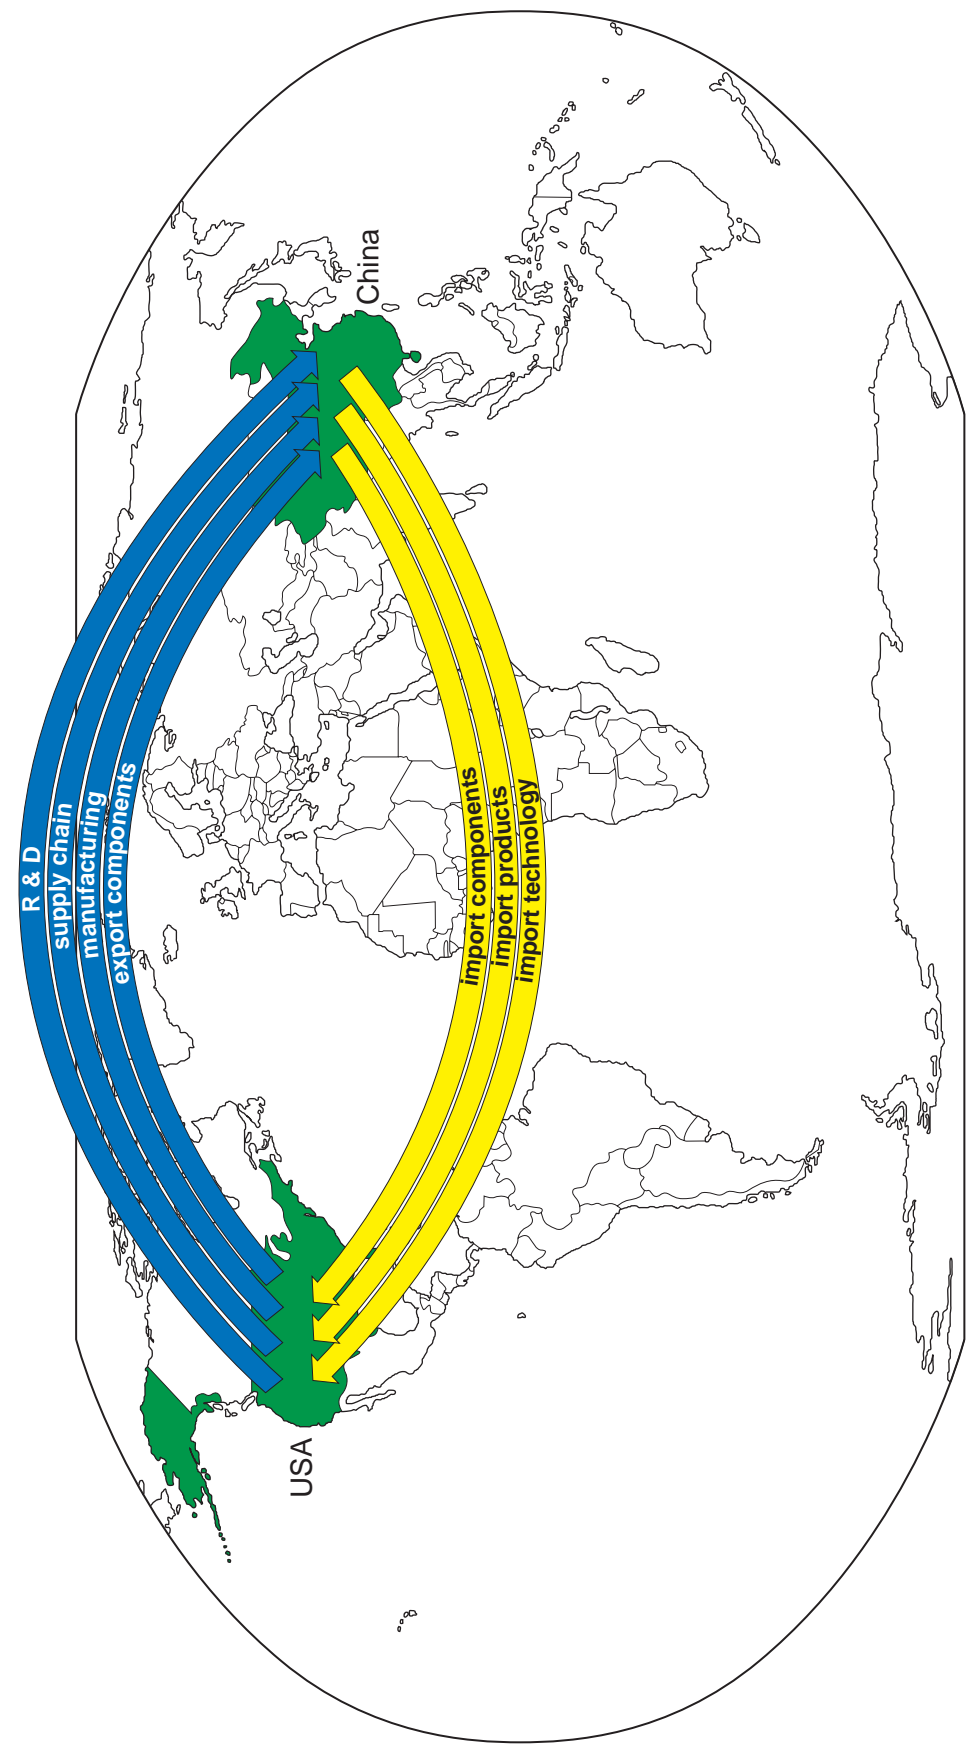 R & D
supply chain
manufacturing
export components
China
USA
import components
import products
import technology